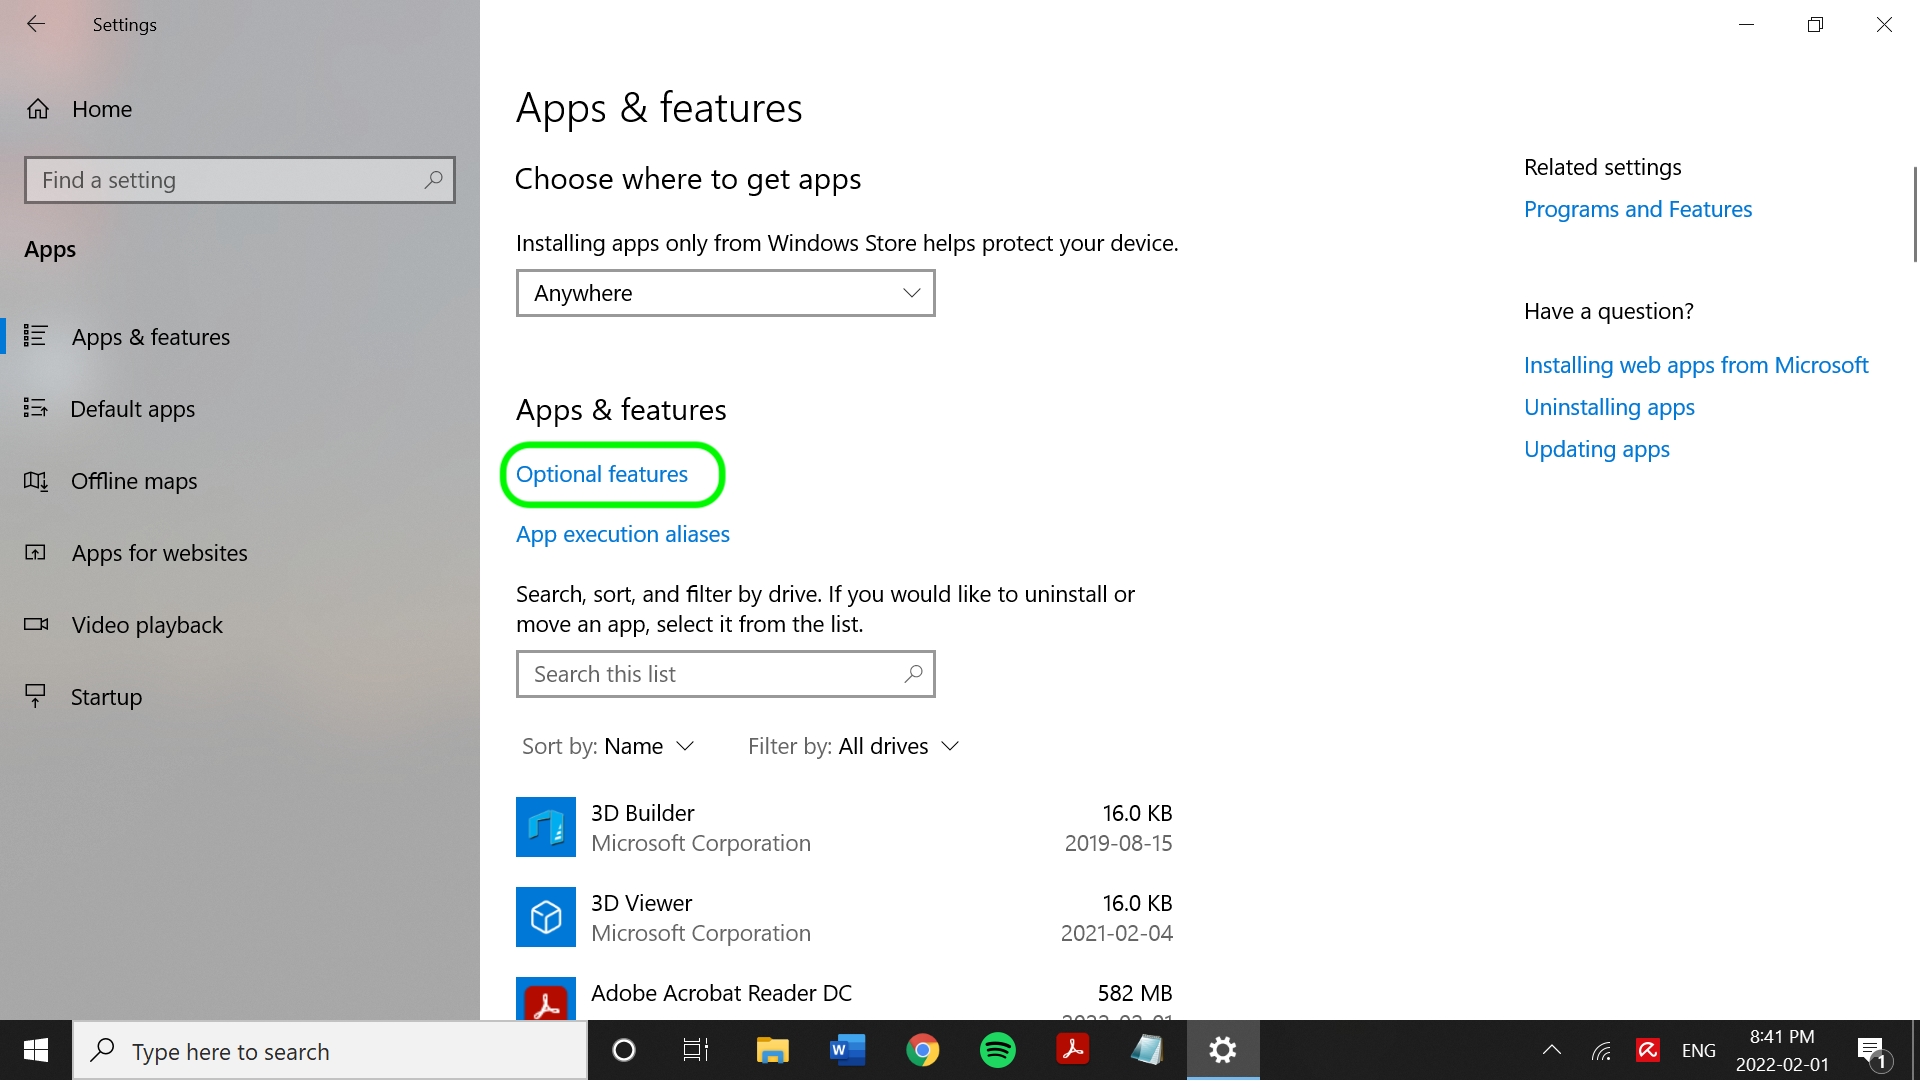 Settings
Home
Find a setting
Apps
Apps & features
Default apps
Offline maps
Apps for websites
Video playback
Startup
Apps & features
Choose where to get apps
Installing apps only from Windows Store helps protect your device.
Anywhere
Apps & features
Optional features
App execution aliases
Search, sort, and filter by drive. If you would like to uninstall or
move an app, select it from the list.
Search this list
Sort by: Name
Filter by: All drives
3D Builder
16.0 KB
Microsoft Corporation
2019-08-15
3D Viewer
16.0 KB
Microsoft Corporation
2021-02-04
Adobe Acrobat Reader DC
582 MB
2022-02-01
Related settings
Programs and Features
Have a question?
Installing web apps from Microsoft
Uninstalling apps
Updating apps
Type here to search
W
ENG
8:41 PM
2022-02-01
1